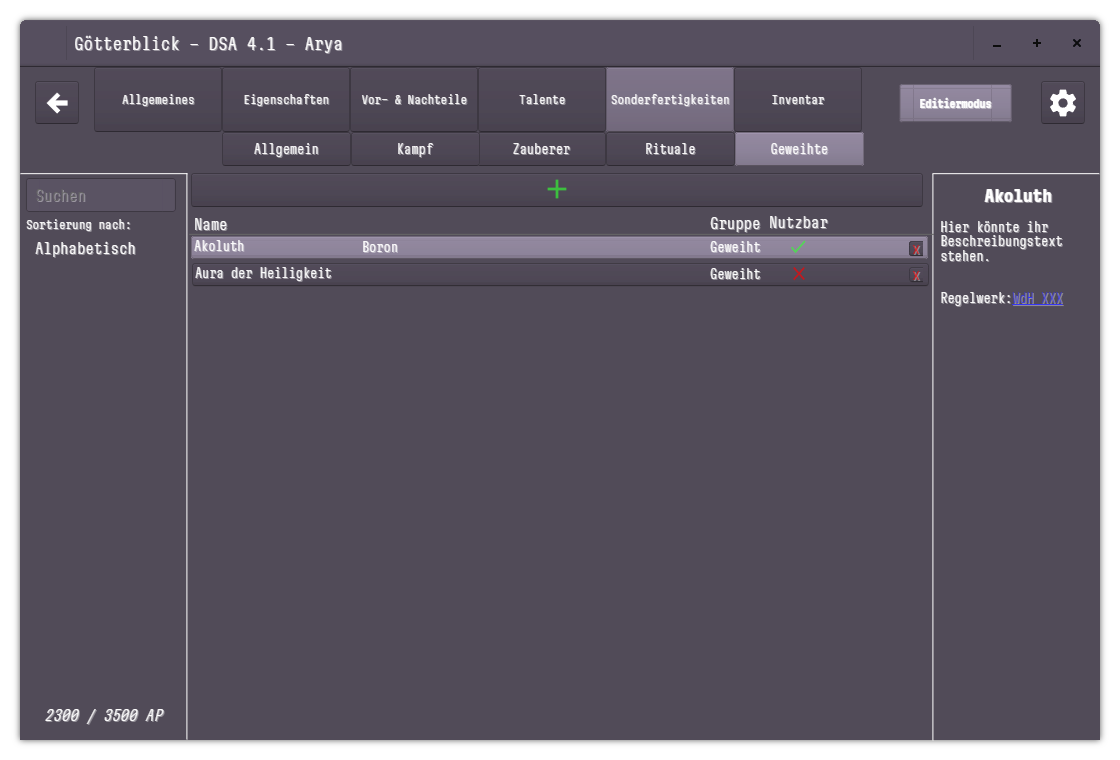 Götterblick – DSA 4.1 – Arya
Allgemeines Eigenschaften Vor- & Nachteile Talente Sonderfertigkeiten Inventar Editiermodus
Allgemein Kampf Zauberer Rituale Geweihte
Suchen
Sortierung nach:
Alphabetisch
2300 / 3500 AP
Name Gruppe Nutzbar
Akoluth Boron Geweiht X
Aura der Heiligkeit Geweiht X
Akoluth
Hier könnte ihr
Beschreibungstext
stehen.
Regelwerk: WdH XXX